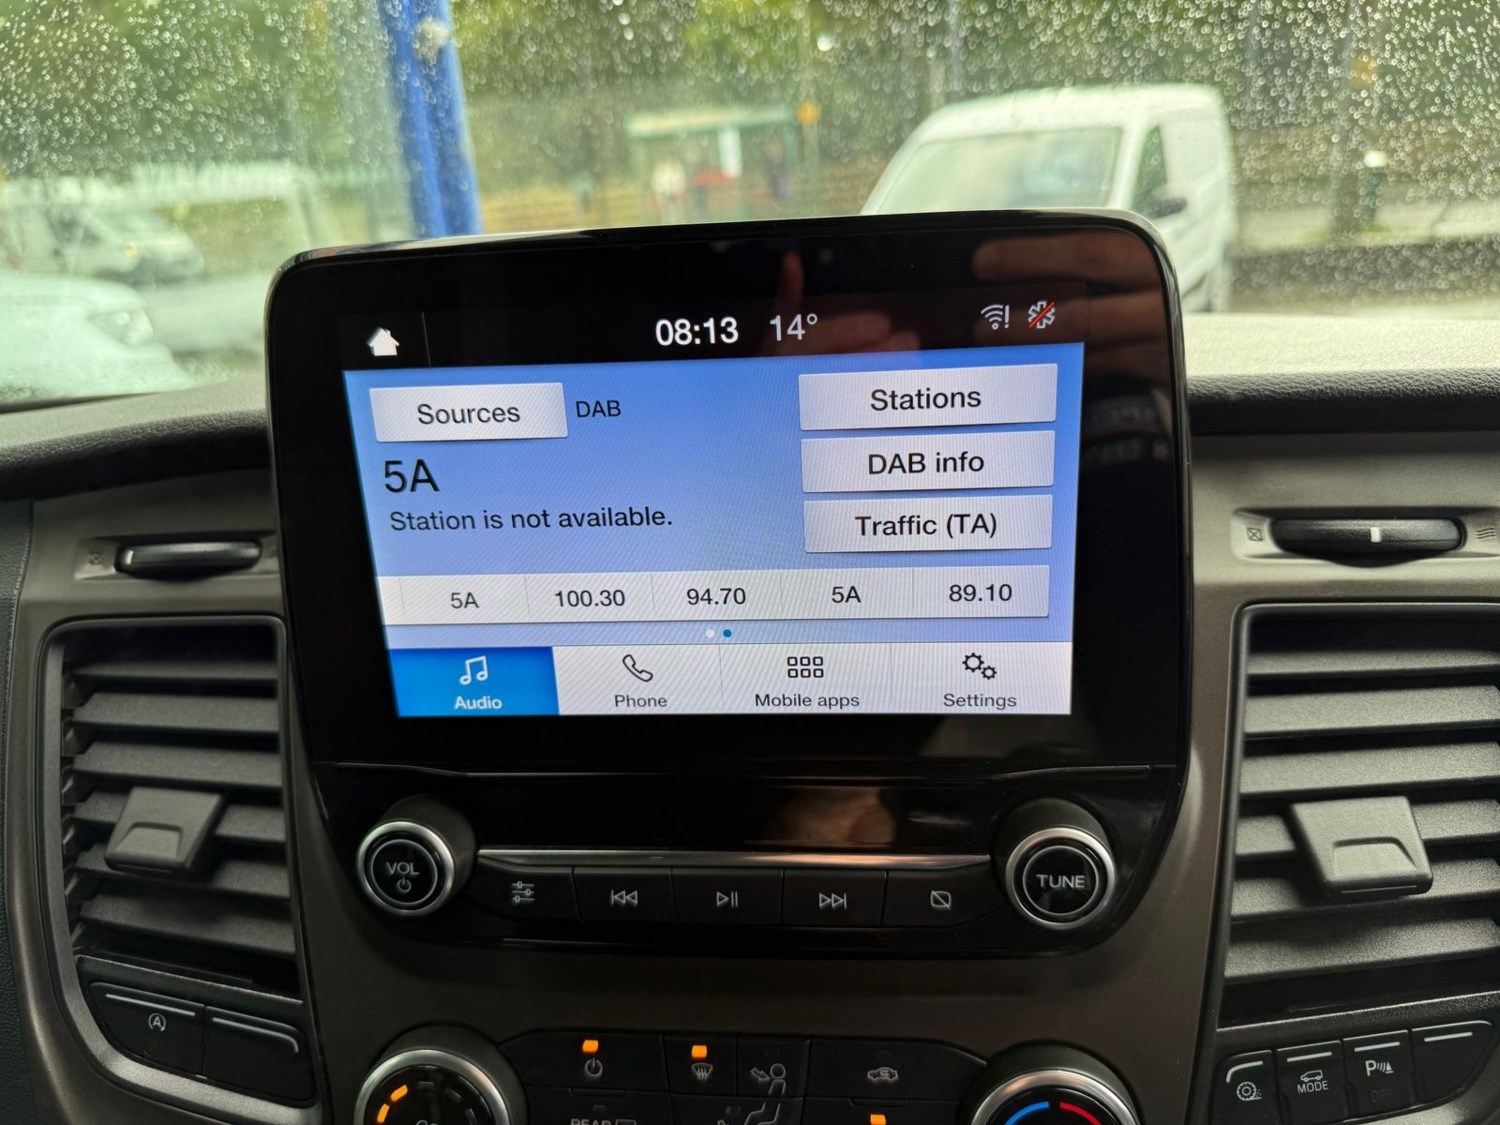 08:13 14°
Sources DAB Stations
5A DAB info
Station is not available. Traffic (TA)
5A 100.30 94.70 5A 89.10
Audio Phone Mobile apps Settings
VOL TUNE
A
MODE P
REAR